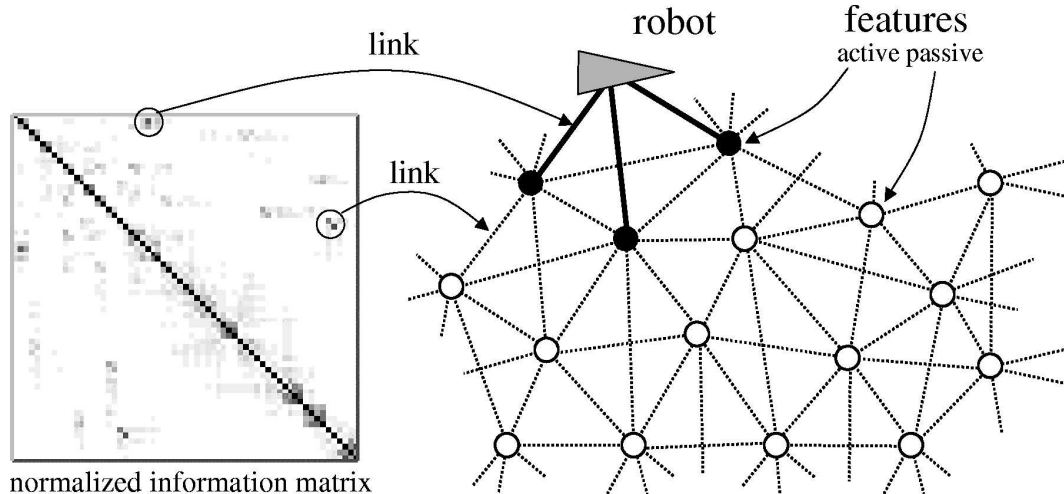 robot
features
active passive
link
link
normalized information matrix